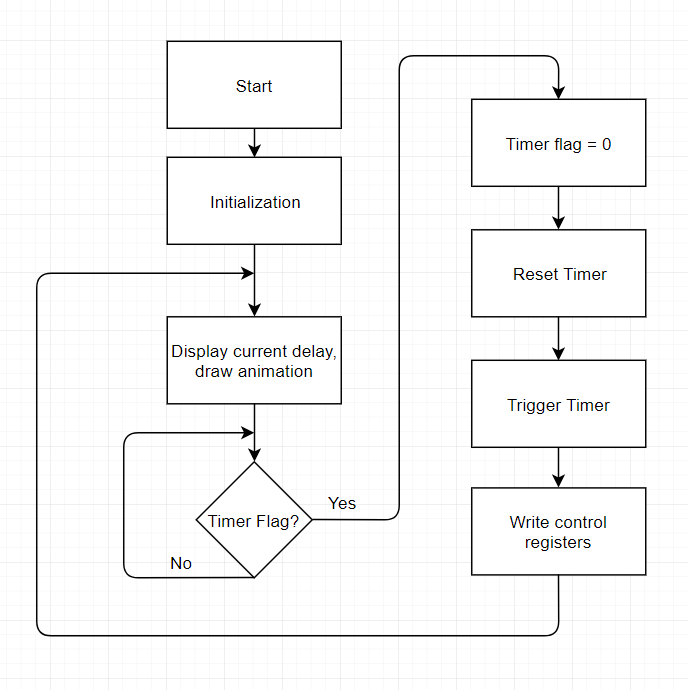 Start
Initialization
Display current delay,
draw animation
Timer Flag?
Yes
No
Timer flag = 0
Reset Timer
Trigger Timer
Write control
registers